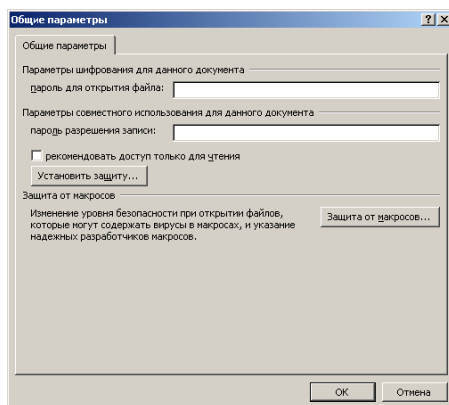 Общие параметры
Общие параметры
Параметры шифрования для данного документа
пароль для открытия файла:
Параметры совместного использования для данного документа
пароль разрешения записи:
рекомендовать доступ только для чтения
Установить защиту...
Защита от макросов
Изменение уровня безопасности при открытии файлов,
которые могут содержать вирусы в макросах, и указание
надежных разработчиков макросов.
Защита от макросов...
ОК
Отмена